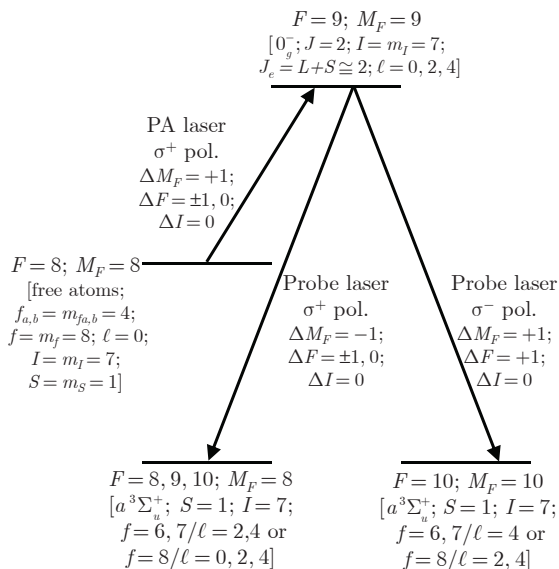 F = 9; M_F = 9
[0_g^-; J = 2; I = m_I = 7;
J_e = L+S ≅ 2; ℓ = 0, 2, 4]
PA laser
σ⁺ pol.
ΔM_F = +1;
ΔF = ±1, 0;
ΔI = 0
F = 8; M_F = 8
[free atoms;
f_{a,b} = m_{fa,b} = 4;
f = m_f = 8; ℓ = 0;
I = m_I = 7;
S = m_S = 1]
Probe laser
σ⁺ pol.
ΔM_F = −1;
ΔF = ±1, 0;
ΔI = 0
Probe laser
σ⁻ pol.
ΔM_F = +1;
ΔF = +1;
ΔI = 0
F = 8, 9, 10; M_F = 8
[a ³Σ_u⁺; S = 1; I = 7;
f = 6, 7/ℓ = 2,4 or
f = 8/ℓ = 0, 2, 4]
F = 10; M_F = 10
[a ³Σ_u⁺; S = 1; I = 7;
f = 6, 7/ℓ = 4 or
f = 8/ℓ = 2, 4]